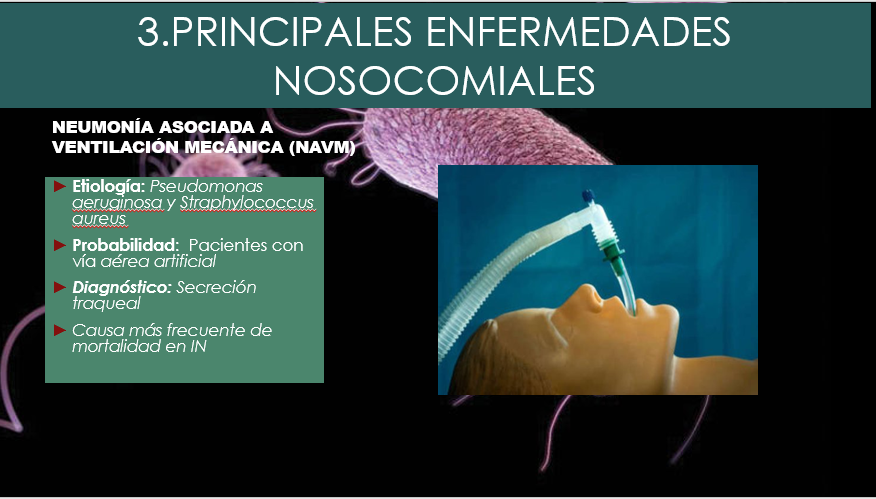 3.PRINCIPALES ENFERMEDADES
NOSOCOMIALES
NEUMONÍA ASOCIADA A
VENTILACIÓN MECÁNICA (NAVM)
Etiología: Pseudomonas
aeruginosa y Straphylococcus
aureus
Probabilidad: Pacientes con
vía aérea artificial
Diagnóstico: Secreción
traqueal
Causa más frecuente de
mortalidad en IN